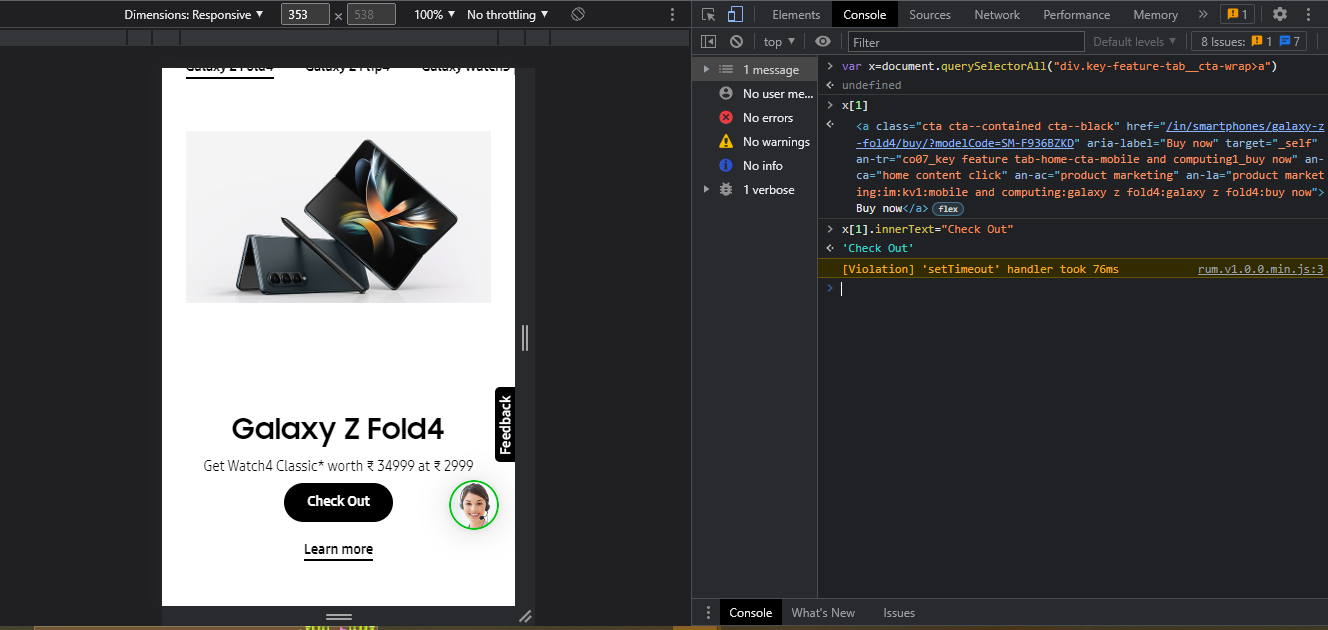 Dimensions: Responsive ▼ 353 × 538 100% ▼ No throttling ▼
Elements Console Sources Network Performance Memory » 1
top ▼ Filter Default levels ▼ 8 Issues: 1 7
Galaxy Z Fold4 Galaxy Z Flip4 Galaxy Watch5
1 message
No user me...
No errors
No warnings
No info
1 verbose
var x=document.querySelectorAll("div.key-feature-tab__cta-wrap>a")
undefined
x[1]
<a class="cta cta--contained cta--black" href="/in/smartphones/galaxy-z
-fold4/buy/?modelCode=SM-F936BZKD" aria-label="Buy now" target="_self"
an-tr="co07_key feature tab-home-cta-mobile and computing1_buy now" an-
ca="home content click" an-ac="product marketing" an-la="product market
ing:im:kv1:mobile and computing:galaxy z fold4:galaxy z fold4:buy now">
Buy now</a> flex
x[1].innerText="Check Out"
'Check Out'
[Violation] 'setTimeout' handler took 76ms rum.v1.0.0.min.js:3
Feedback
Galaxy Z Fold4
Get Watch4 Classic* worth ₹ 34999 at ₹ 2999
Check Out
Learn more
Console What's New Issues